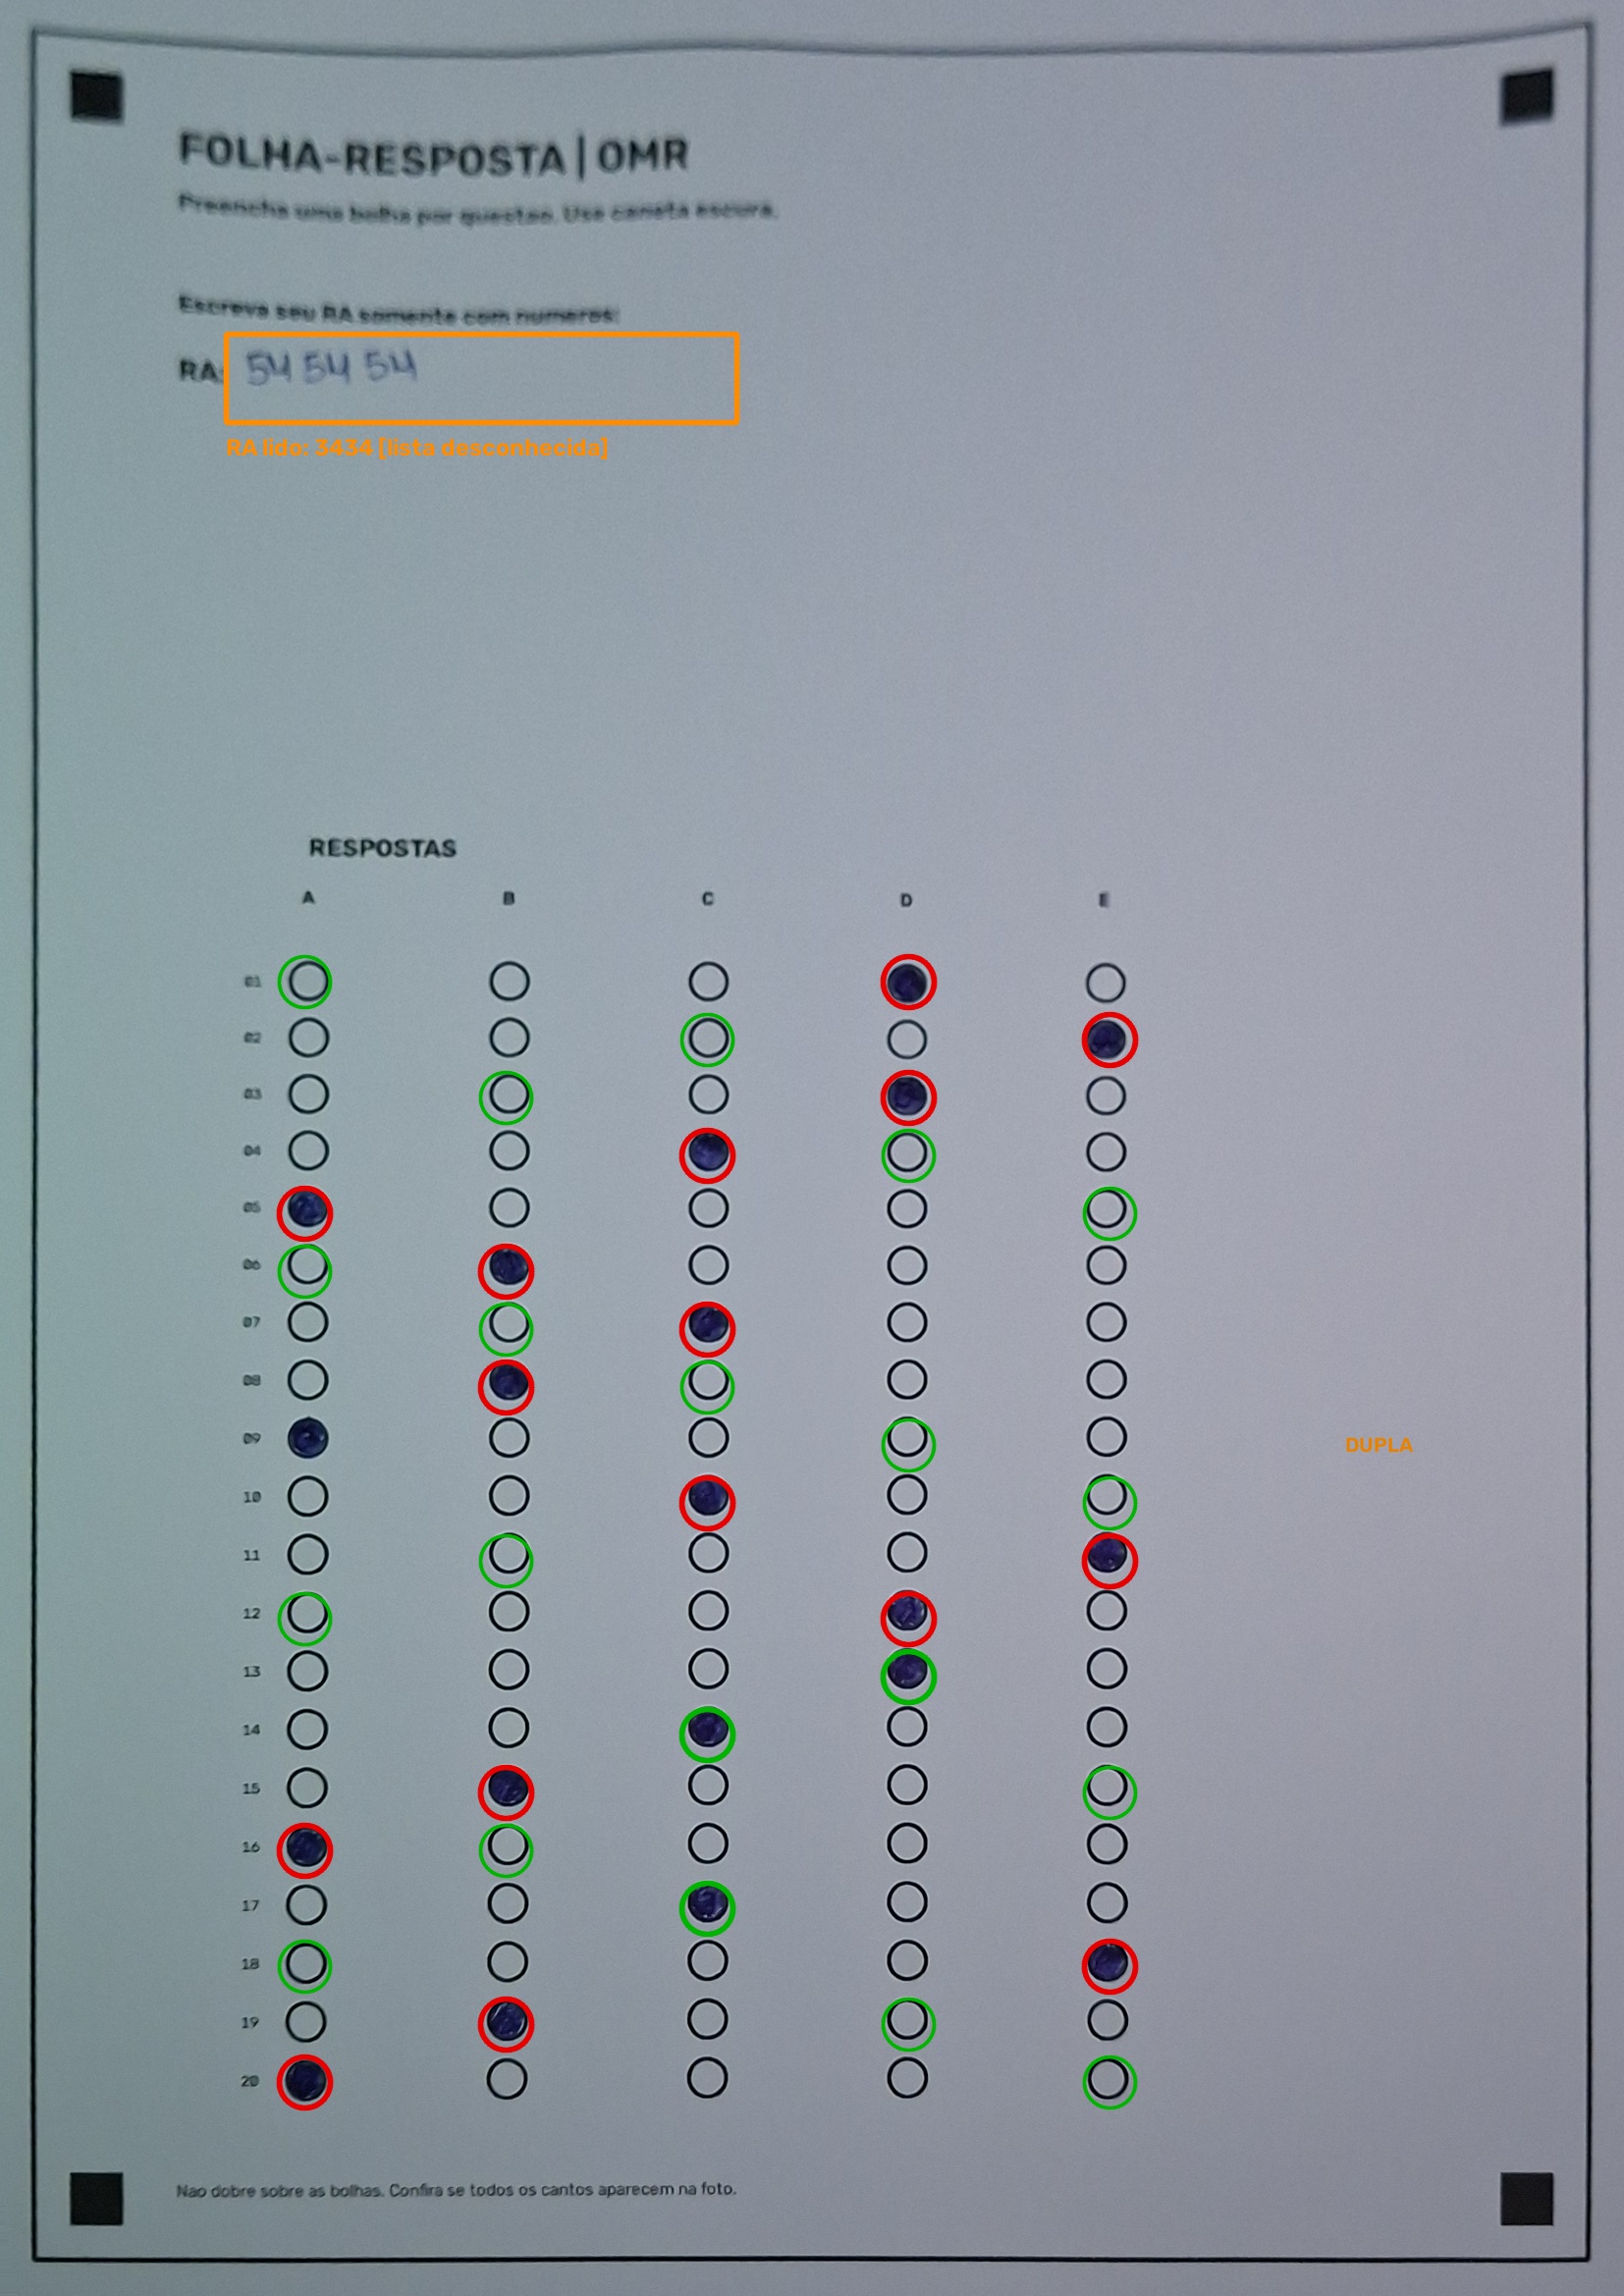 FOLHA-RESPOSTA | OMR
Preencha uma bolha por questao. Use caneta escura.
Escreva seu RA somente com numeros:
RA: 54 54 54
RA lido: 3434 [lista desconhecida]
RESPOSTAS
A B C D E
01
02
03
04
05
06
07
08
09 DUPLA
10
11
12
13
14
15
16
17
18
19
20
Nao dobre sobre as bolhas. Confira se todos os cantos aparecem na foto.